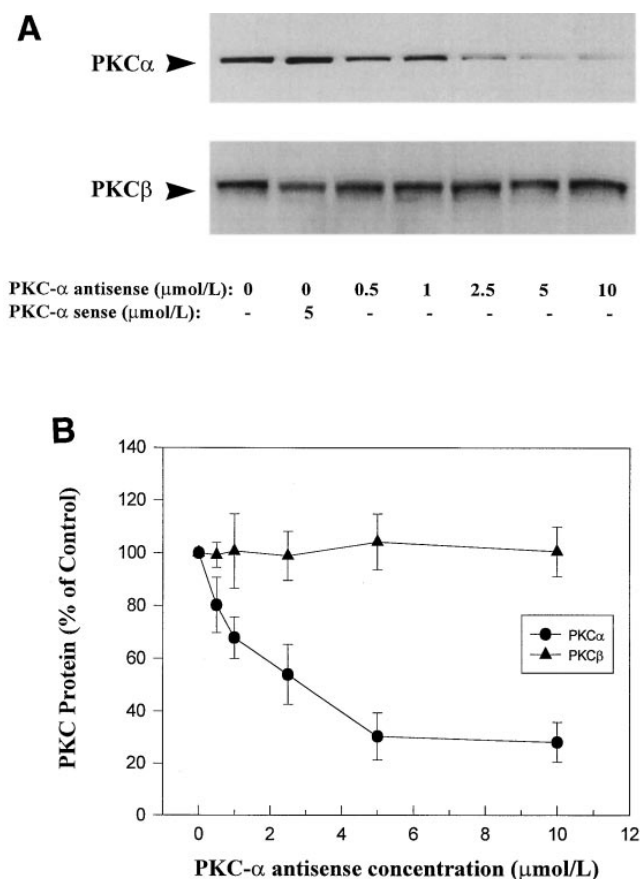 A
PKCα
PKCβ
PKC-α antisense (μmol/L): 0 0 0.5 1 2.5 5 10
PKC-α sense (μmol/L): - 5 - - - - -
B
140
120
100
80
60
40
20
0
PKC Protein (% of Control)
PKCα
PKCβ
0 2 4 6 8 10 12
PKC-α antisense concentration (μmol/L)